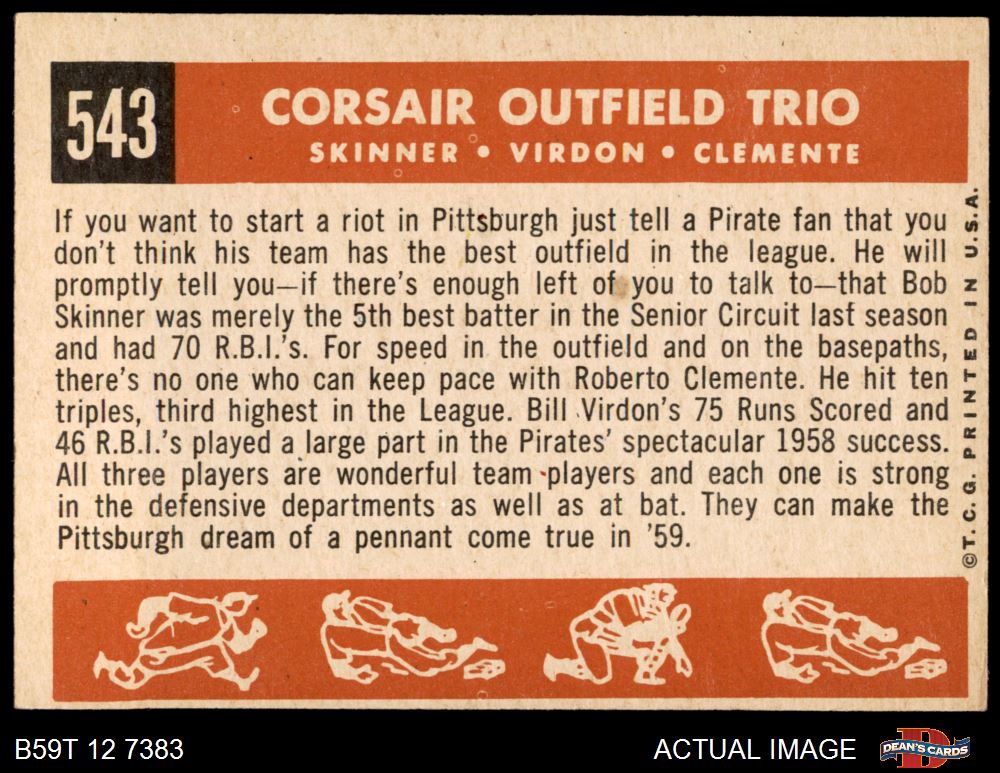 543
CORSAIR OUTFIELD TRIO
SKINNER • VIRDON • CLEMENTE
If you want to start a riot in Pittsburgh just tell a Pirate fan that you
don't think his team has the best outfield in the league. He will
promptly tell you—if there's enough left of you to talk to—that Bob
Skinner was merely the 5th best batter in the Senior Circuit last season
and had 70 R.B.I.'s. For speed in the outfield and on the basepaths,
there's no one who can keep pace with Roberto Clemente. He hit ten
triples, third highest in the League. Bill Virdon's 75 Runs Scored and
46 R.B.I.'s played a large part in the Pirates' spectacular 1958 success.
All three players are wonderful team players and each one is strong
in the defensive departments as well as at bat. They can make the
Pittsburgh dream of a pennant come true in '59.
©T. C. G. PRINTED IN U.S.A.
B59T 12 7383
ACTUAL IMAGE
DEAN'S CARDS